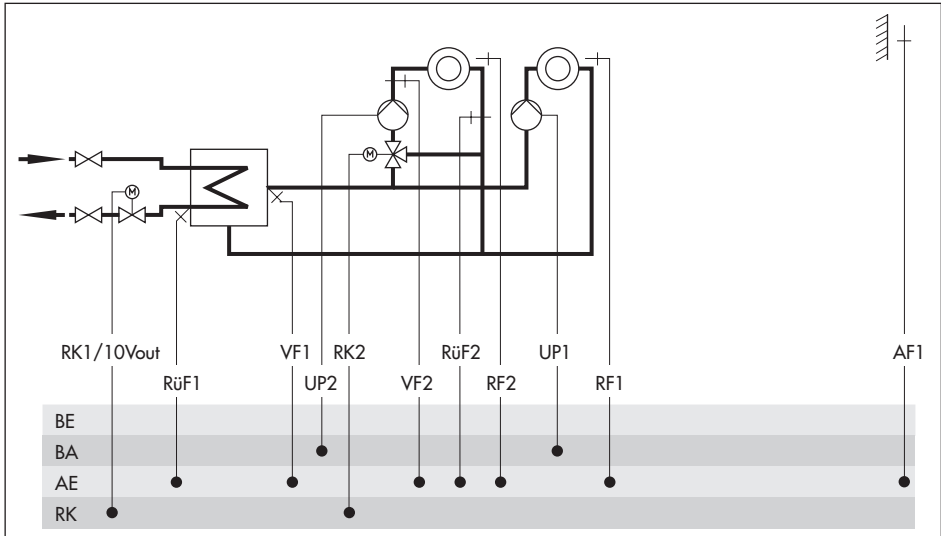 M
M
RK1/10Vout VF1 RK2 RüF2 UP1 AF1
RüF1 UP2 VF2 RF2 RF1
BE
BA
AE
RK